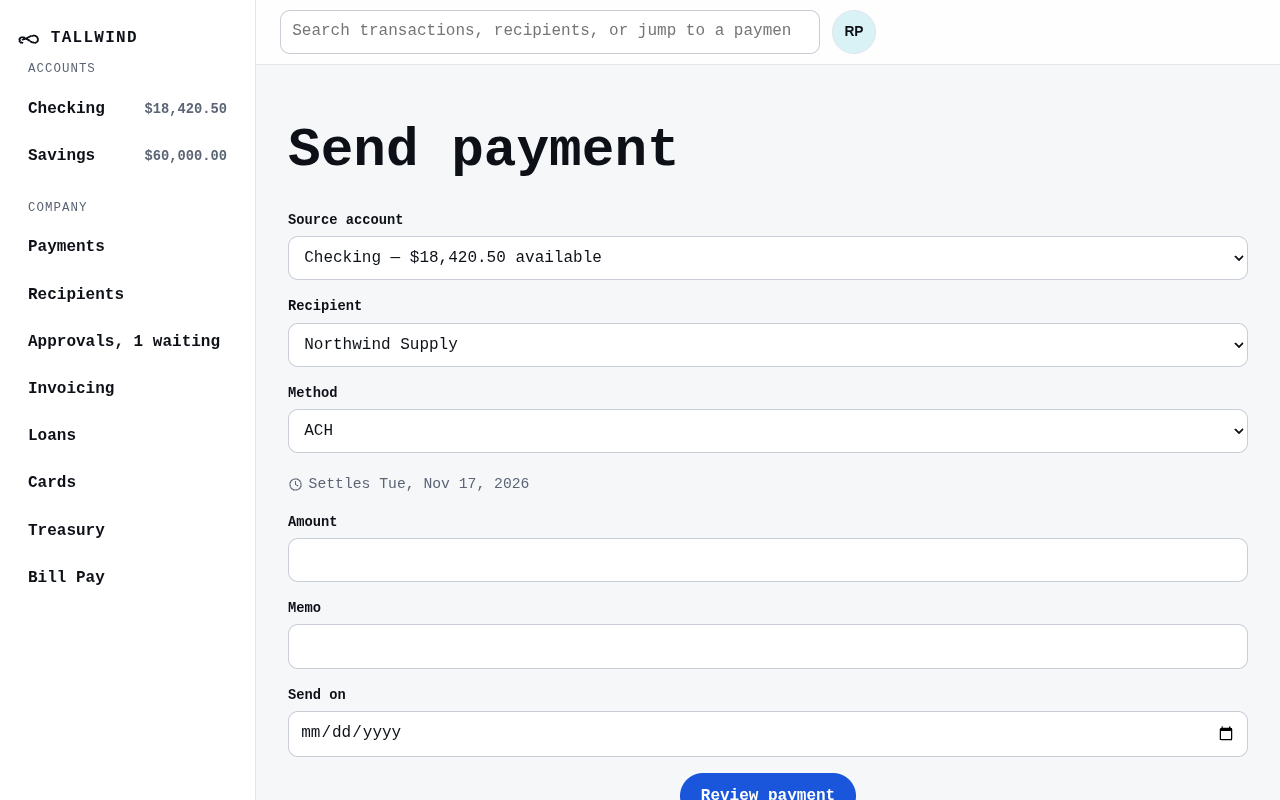 TALLWIND
ACCOUNTS
Checking $18,420.50
Savings $60,000.00
COMPANY
Payments
Recipients
Approvals, 1 waiting
Invoicing
Loans
Cards
Treasury
Bill Pay
Search transactions, recipients, or jump to a paymen
RP
Send payment
Source account
Checking — $18,420.50 available
Recipient
Northwind Supply
Method
ACH
Settles Tue, Nov 17, 2026
Amount
Memo
Send on
mm/dd/yyyy
Review payment